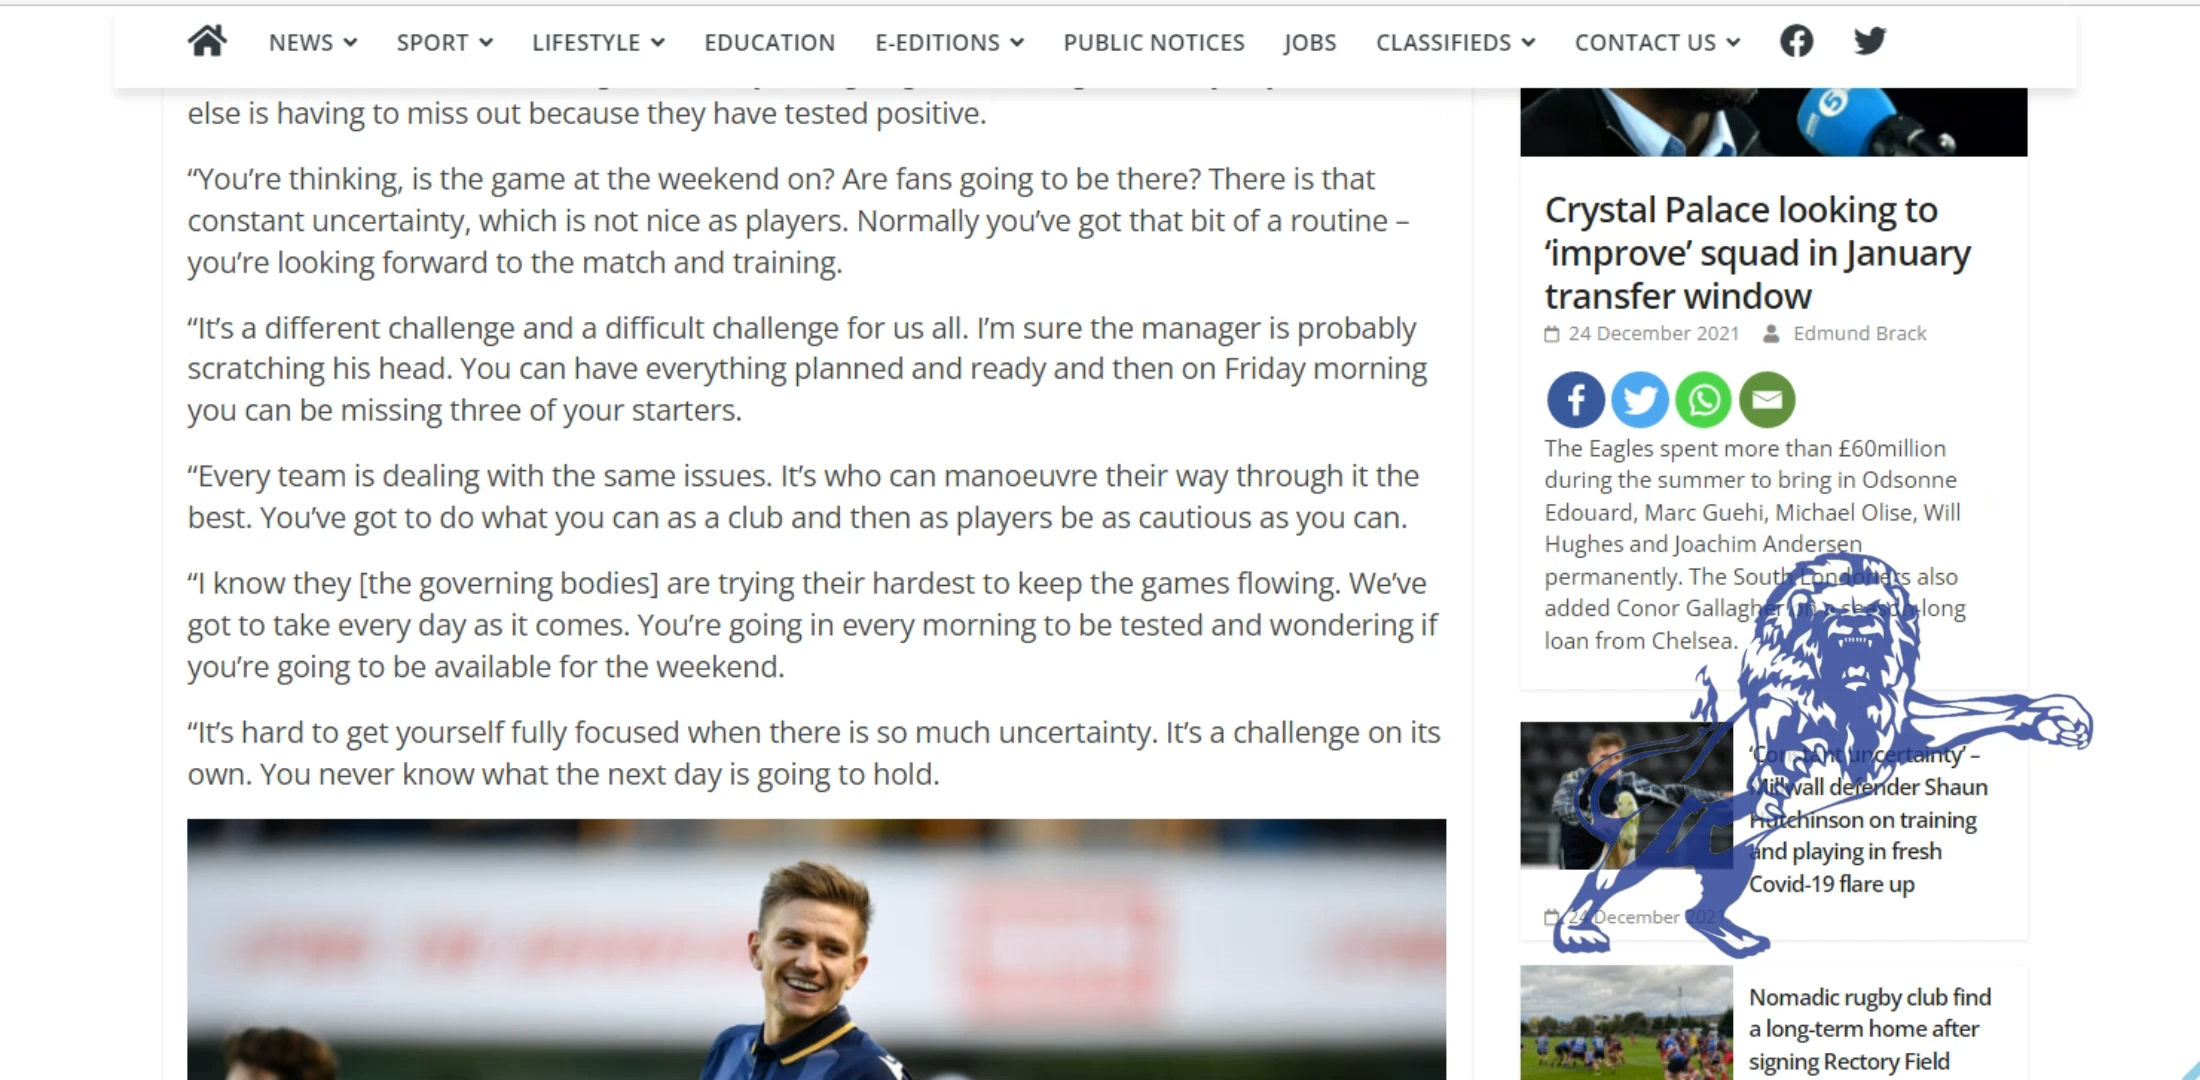 NEWS SPORT LIFESTYLE EDUCATION E-EDITIONS PUBLIC NOTICES JOBS CLASSIFIEDS CONTACT US
else is having to miss out because they have tested positive.
“You’re thinking, is the game at the weekend on? Are fans going to be there? There is that
constant uncertainty, which is not nice as players. Normally you’ve got that bit of a routine –
you’re looking forward to the match and training.
“It’s a different challenge and a difficult challenge for us all. I’m sure the manager is probably
scratching his head. You can have everything planned and ready and then on Friday morning
you can be missing three of your starters.
“Every team is dealing with the same issues. It’s who can manoeuvre their way through it the
best. You’ve got to do what you can as a club and then as players be as cautious as you can.
“I know they [the governing bodies] are trying their hardest to keep the games flowing. We’ve
got to take every day as it comes. You’re going in every morning to be tested and wondering if
you’re going to be available for the weekend.
“It’s hard to get yourself fully focused when there is so much uncertainty. It’s a challenge on its
own. You never know what the next day is going to hold.
5
Crystal Palace looking to
‘improve’ squad in January
transfer window
24 December 2021 Edmund Brack
The Eagles spent more than £60million
during the summer to bring in Odsonne
Edouard, Marc Guehi, Michael Olise, Will
Hughes and Joachim Andersen
permanently. The South Londoners also
added Conor Gallagher on a season-long
loan from Chelsea.
‘Constant uncertainty’ –
Millwall defender Shaun
Hutchinson on training
and playing in fresh
Covid-19 flare up
24 December 2021
Nomadic rugby club find
a long-term home after
signing Rectory Field